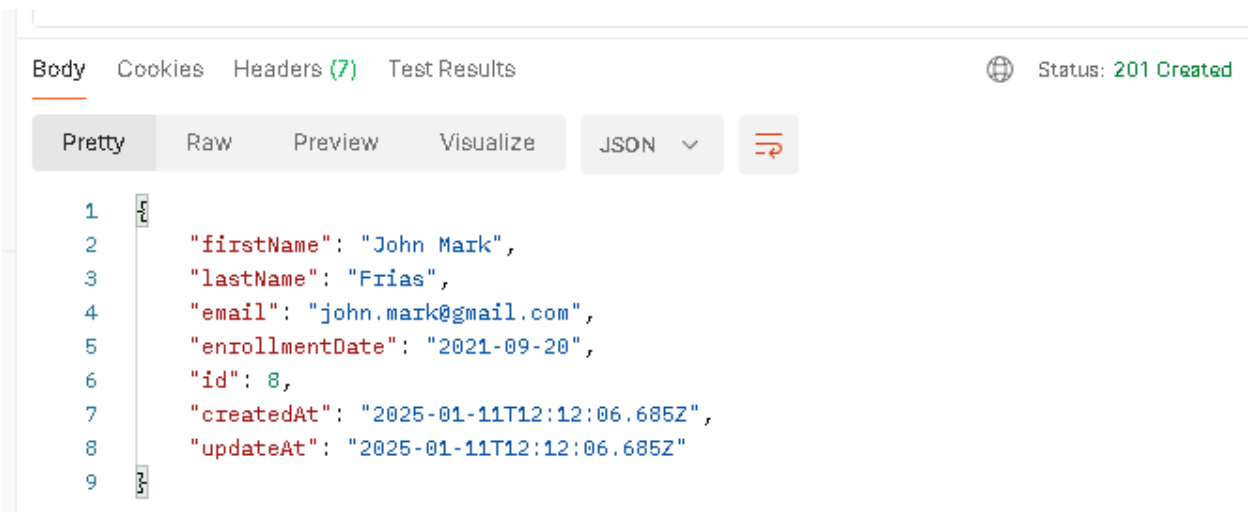 Body Cookies Headers (7) Test Results Status: 201 Created
Pretty Raw Preview Visualize JSON
1 {
2 "firstName": "John Mark",
3 "lastName": "Frias",
4 "email": "john.mark@gmail.com",
5 "enrollmentDate": "2021-09-20",
6 "id": 8,
7 "createdAt": "2025-01-11T12:12:06.685Z",
8 "updateAt": "2025-01-11T12:12:06.685Z"
9 }